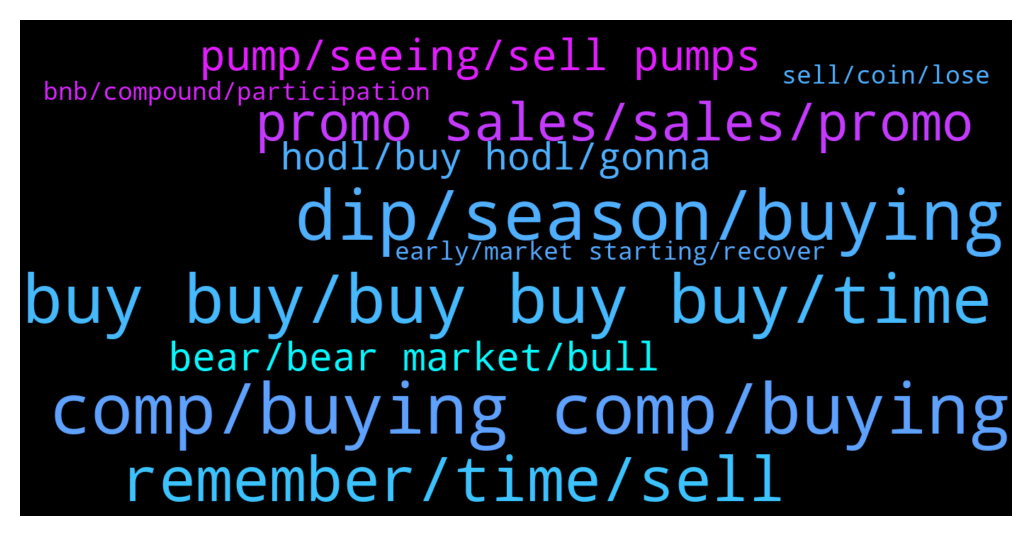 pump/seeing/sell pumps
sell/coin/lose
bnb/compound/participation
promo sales/sales/promo
hodl/buy hodl/gonna
dip/season/buying
early/market starting/recover
buy buy/buy buy buy/time
bear/bear market/bull
comp/buying comp/buying
remember/time/sell